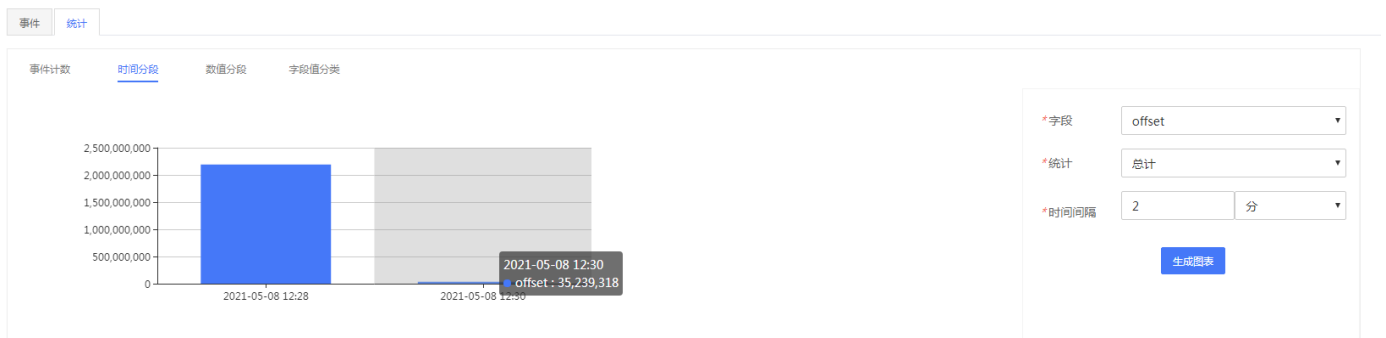 事件 统计
事件计数 时间分段 数值分段 字段值分类
2,500,000,000
2,000,000,000
1,500,000,000
1,000,000,000
500,000,000
0
2021-05-08 12:28 2021-05-08 12:30
2021-05-08 12:30
offset : 35,239,318
*字段 offset
*统计 总计
*时间间隔 2 分
生成图表